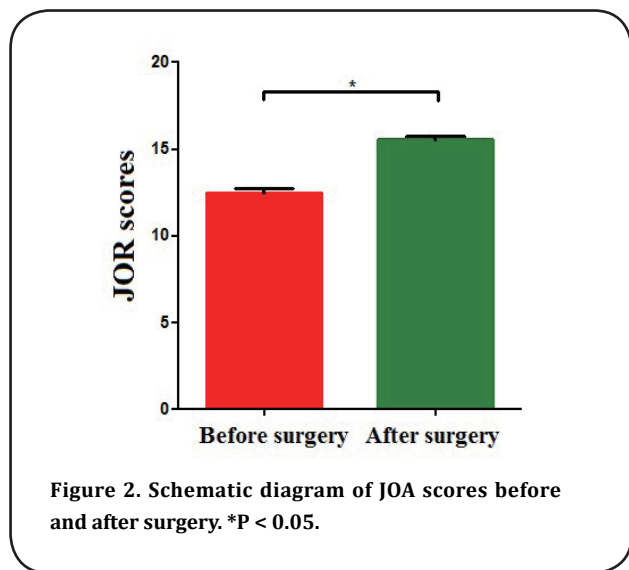 20
*
15
JOR scores
10
5
0
Before surgery After surgery
Figure 2. Schematic diagram of JOA scores before
and after surgery. *P < 0.05.